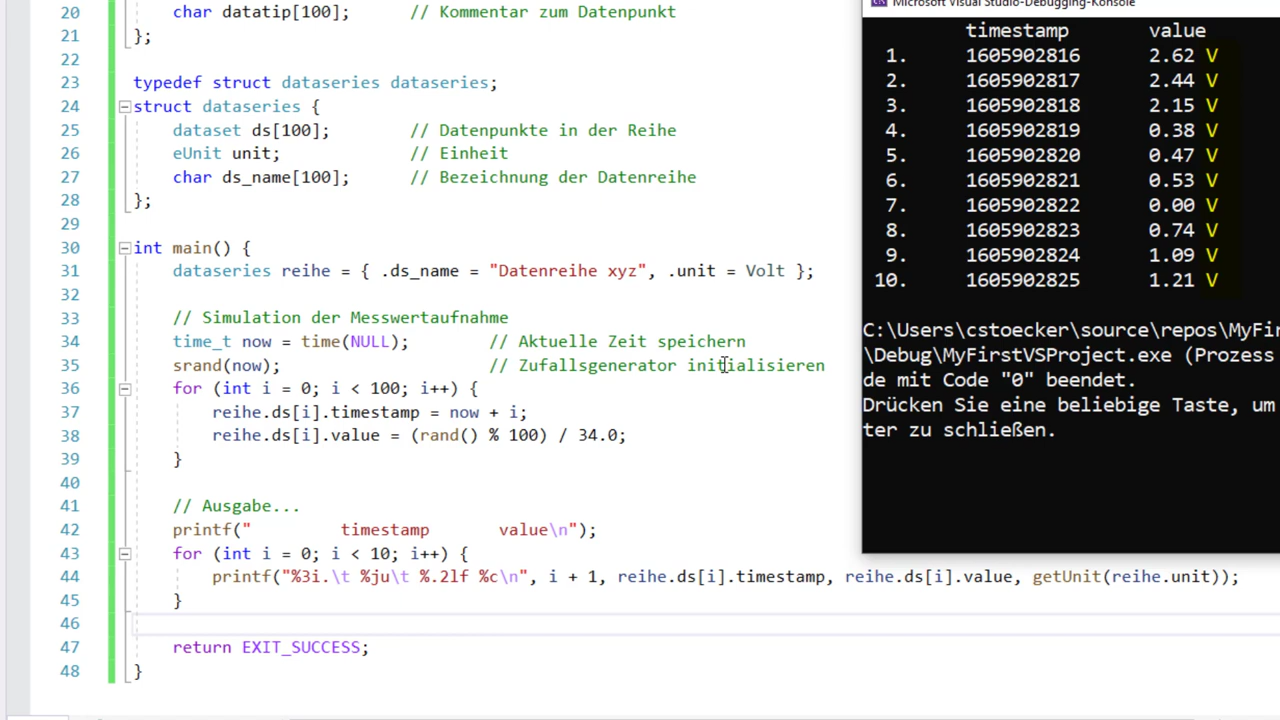 20 char datatip[100]; // Kommentar zum Datenpunkt
21 };
22
23 typedef struct dataseries dataseries;
24 struct dataseries {
25 dataset ds[100]; // Datenpunkte in der Reihe
26 eUnit unit; // Einheit
27 char ds_name[100]; // Bezeichnung der Datenreihe
28 };
29
30 int main() {
31 dataseries reihe = { .ds_name = "Datenreihe xyz", .unit = Volt };
32
33 // Simulation der Messwertaufnahme
34 time_t now = time(NULL); // Aktuelle Zeit speichern
35 srand(now); // Zufallsgenerator initialisieren
36 for (int i = 0; i < 100; i++) {
37 reihe.ds[i].timestamp = now + i;
38 reihe.ds[i].value = (rand() % 100) / 34.0;
39 }
40
41 // Ausgabe...
42 printf(" timestamp value\n");
43 for (int i = 0; i < 10; i++) {
44 printf("%3i.\t %ju\t %.2lf %c\n", i + 1, reihe.ds[i].timestamp, reihe.ds[i].value, getUnit(reihe.unit));
45 }
46
47 return EXIT_SUCCESS;
48 }
Microsoft Visual Studio-Debugging-Konsole
timestamp value
1. 1605902816 2.62 V
2. 1605902817 2.44 V
3. 1605902818 2.15 V
4. 1605902819 0.38 V
5. 1605902820 0.47 V
6. 1605902821 0.53 V
7. 1605902822 0.00 V
8. 1605902823 0.74 V
9. 1605902824 1.09 V
10. 1605902825 1.21 V
C:\Users\cstoecker\source\repos\MyFir
\Debug\MyFirstVSProject.exe (Prozess
de mit Code "0" beendet.
Drücken Sie eine beliebige Taste, um
ter zu schließen.